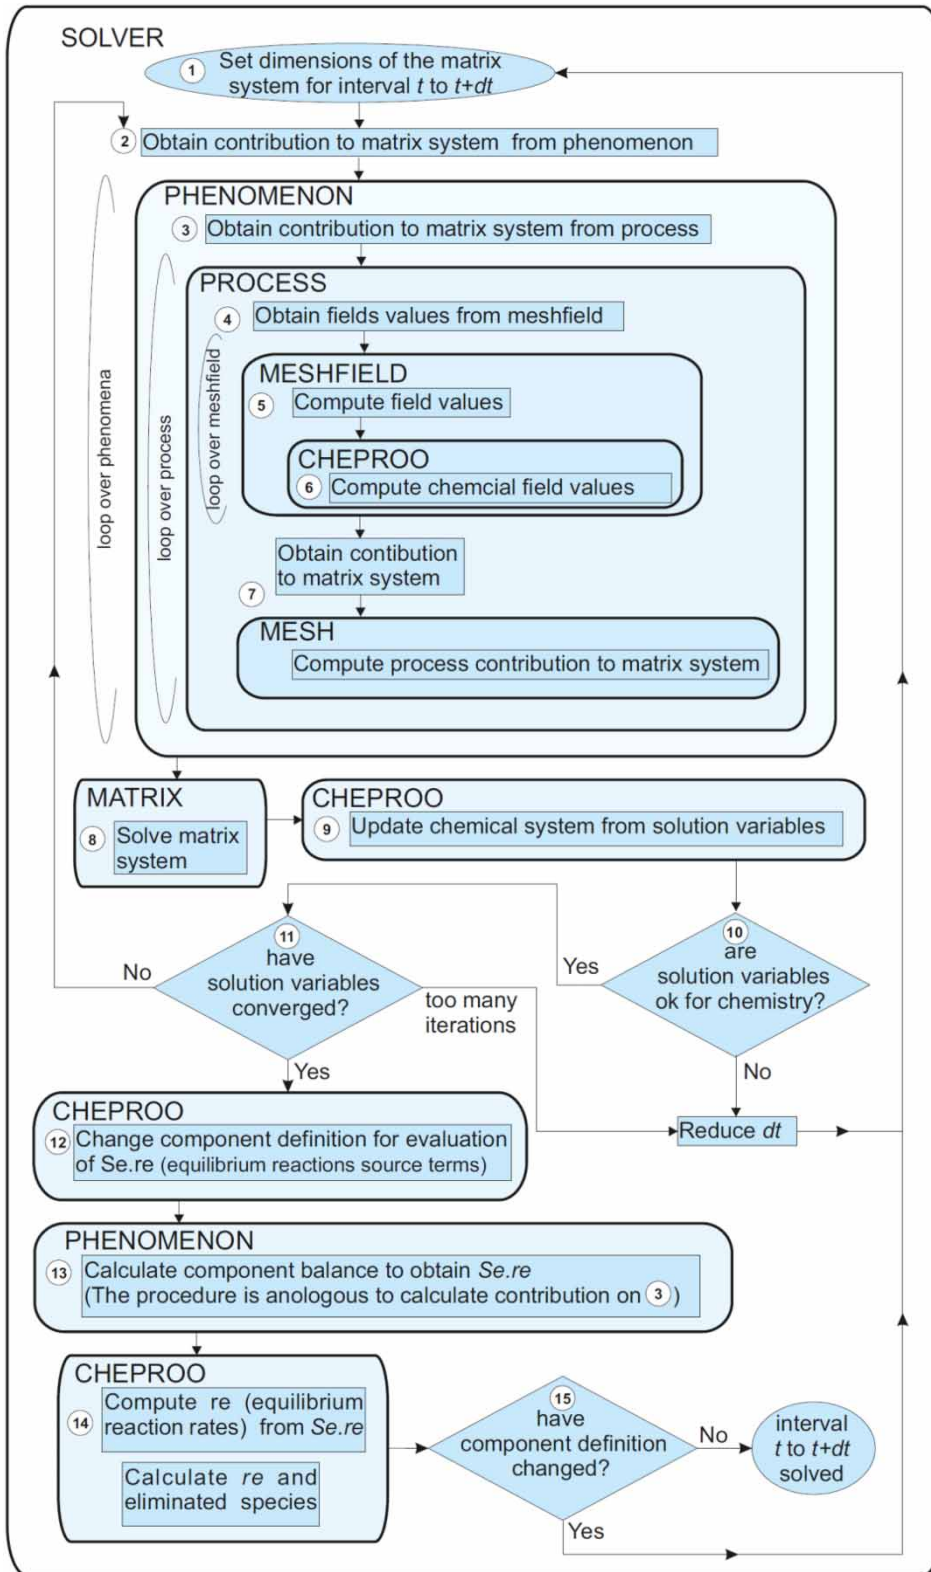 SOLVER
1
Set dimensions of the matrix
system for interval t to t+dt
2
Obtain contribution to matrix system from phenomenon
PHENOMENON
3
Obtain contribution to matrix system from process
PROCESS
4
Obtain fields values from meshfield
MESHFIELD
5
Compute field values
CHEPROO
6
Compute chemcial field values
loop over phenomena
loop over process
loop over meshfield
Obtain contibution
to matrix system
7
MESH
Compute process contribution to matrix system
MATRIX
8
Solve matrix
system
CHEPROO
9
Update chemical system from solution variables
10
are
solution variables
ok for chemistry?
Yes
No
11
have
solution variables
converged?
No
too many
iterations
Yes
Reduce dt
CHEPROO
12
Change component definition for evaluation
of Se.re (equilibrium reactions source terms)
PHENOMENON
13
Calculate component balance to obtain Se.re
(The procedure is anologous to calculate contribution on 3 )
CHEPROO
14
Compute re (equilibrium
reaction rates) from Se.re
Calculate re and
eliminated species
15
have
component definition
changed?
No
Yes
interval
t to t+dt
solved